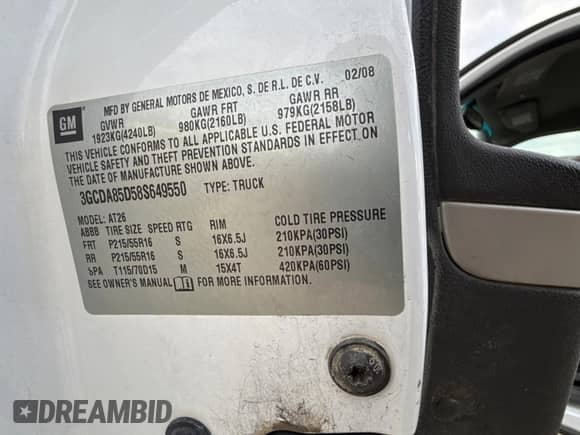 GM
MFD BY GENERAL MOTORS DE MEXICO, S. DE R.L. DE C.V. 02/08
GVWR GAWR FRT GAWR RR
1923KG(4240LB) 980KG(2160LB) 979KG(2158LB)
THIS VEHICLE CONFORMS TO ALL APPLICABLE U.S. FEDERAL MOTOR
VEHICLE SAFETY AND THEFT PREVENTION STANDARDS IN EFFECT ON
THE DATE OF MANUFACTURE SHOWN ABOVE.
3GCDA85D58S649550 TYPE: TRUCK
MODEL: AT26
ABBB TIRE SIZE SPEED RTG RIM COLD TIRE PRESSURE
FRT P215/55R16 S 16X6.5J 210KPA(30PSI)
RR P215/55R16 S 16X6.5J 210KPA(30PSI)
SPA T115/70D15 M 15X4T 420KPA(60PSI)
SEE OWNER'S MANUAL FOR MORE INFORMATION
DREAMBID